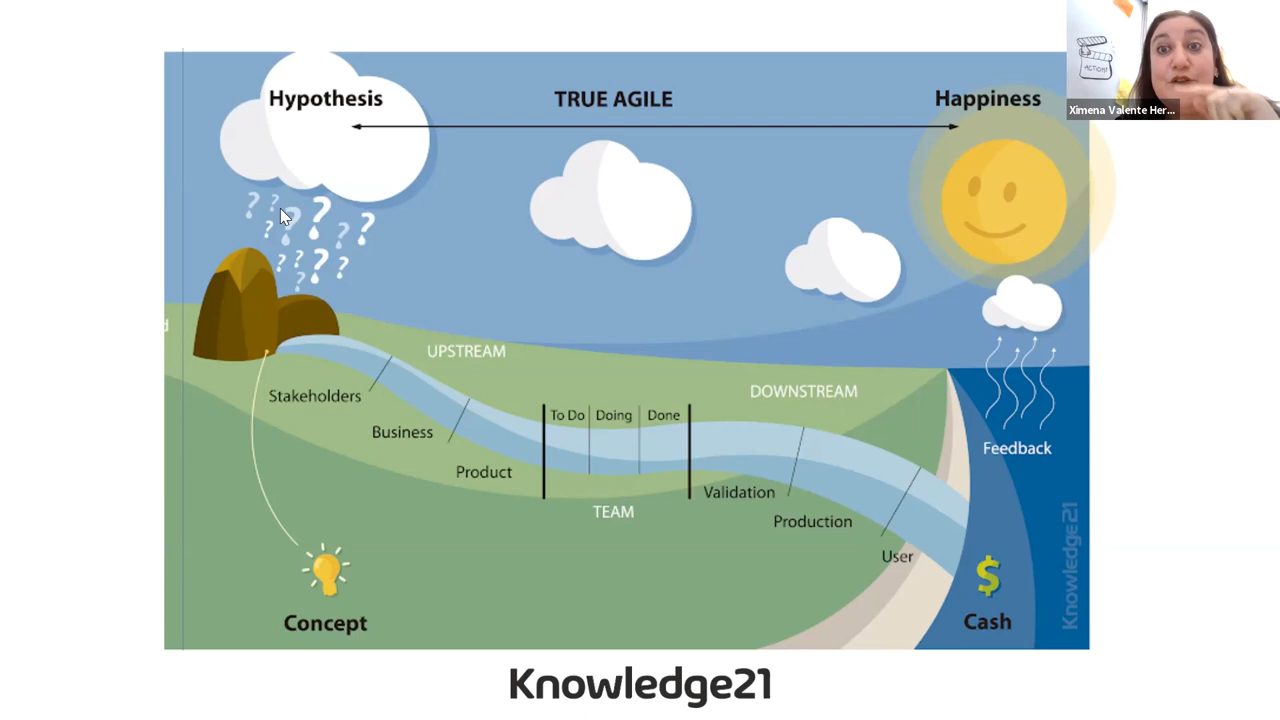 Hypothesis
TRUE AGILE
Happiness
ACTION!
Ximena Valente Her...
? ? ? ? ? ? ? ? ? ? ? ?
d
UPSTREAM
DOWNSTREAM
Stakeholders
Business
Product
To Do
Doing
Done
TEAM
Validation
Production
User
Feedback
Concept
$
Cash
Knowledge21
Knowledge21